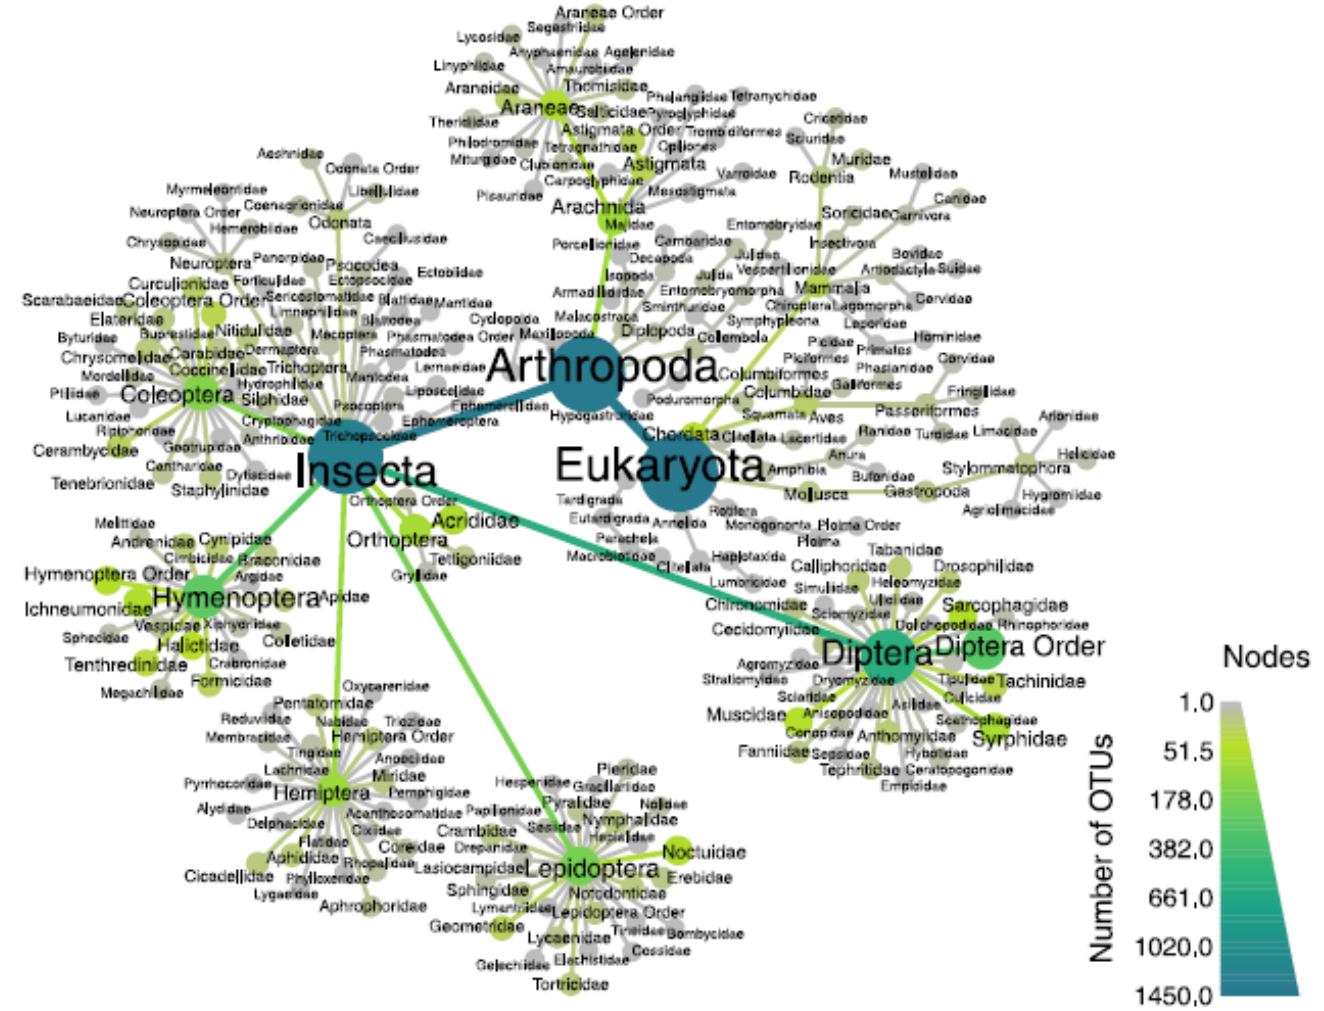 Araneae Order
Segestriidae
Lycosidae
Anyphaenidae Agelenidae
Linyphiidae
Amaurobiidae
Araneidae
Thomisidae
Phalangiidae Tetranychidae
Araneae
Salticidae Pyroglyphidae
Cricetidae
Theridiidae
Astigmata Order Trombidiformes
Sciuridae
Philodromidae
Tetragnathidae
Opiliones
Aeshnidae
Miturgidae
Clubionidae
Astigmata
Muridae
Odonata Order
Carpoglyphidae
Varroidae
Rodentia
Mustelidae
Myrmeleontidae
Libellulidae
Pisauridae
Mesostigmata
Canidae
Neuroptera Order
Coenagrionidae
Arachnida
Soricidae
Carnivora
Hemerobiidae
Odonata
Majidae
Entomobryidae
Chrysopidae
Caeciliusidae
Porcellionidae
Cambaridae
Insectivora
Neuroptera
Panorpidae
Psocodea
Decapoda
Julidae
Bovidae
Curculionidae
Forficulidae
Ectopsocidae
Ectobiidae
Isopoda
Julida
Vespertilionidae
Artiodactyla Suidae
Scarabaeidae
Coleoptera Order
Sericostomatidae
Blattidae
Mantidae
Armadillidae
Entomobryomorpha
Mammalia
Elateridae
Limnephilidae
Blattodea
Cyclopoida
Malacostraca
Sminthuridae
Chiroptera Lagomorpha
Cervidae
Byturidae
Buprestidae
Nitidulidae
Mecoptera
Phasmatodea Order
Maxillopoda
Diplopoda
Symphypleona
Leporidae
Chrysomelidae
Carabidae
Dermaptera
Phasmatodea
Collembola
Picidae
Primates
Hominidae
Mordellidae
Coccinellidae
Trichoptera
Lernaeidae
Arthropoda
Piciformes
Phasianidae
Corvidae
Ptiliidae
Coleoptera
Hydrophilidae
Mantodea
Columbiformes
Galliformes
Silphidae
Liposcelidae
Poduromorpha
Columbidae
Fringillidae
Lucanidae
Psocoptera
Ephemerellidae
Hypogastruridae
Squamata
Aves
Passeriformes
Arionidae
Ripiphoridae
Cryptophagidae
Ephemeroptera
Chordata
Clitellata
Lacertidae
Ranidae
Turdidae
Limacidae
Cerambycidae
Geotrupidae
Anthribidae
Trichopsocidae
Eukaryota
Anura
Helicidae
Cantharidae
Insecta
Amphibia
Bufonidae
Stylommatophora
Tenebrionidae
Dytiscidae
Staphylinidae
Orthoptera Order
Tardigrada
Mollusca
Gastropoda
Hygromiidae
Melittidae
Acrididae
Eutardigrada
Annelida
Rotifera
Agriolimacidae
Andrenidae
Cynipidae
Orthoptera
Parachela
Monogononta
Ploima Order
Cimbicidae
Braconidae
Tettigoniidae
Macrobiotidae
Ploima
Hymenoptera Order
Argidae
Gryllidae
Clitellata
Haplotaxida
Tabanidae
Ichneumonidae
Hymenoptera
Apidae
Lumbricidae
Calliphoridae
Drosophilidae
Vespidae
Xiphydriidae
Simuliidae
Heleomyzidae
Sphecidae
Halictidae
Colletidae
Chironomidae
Ulidiidae
Sarcophagidae
Tenthredinidae
Crabronidae
Sciomyzidae
Dolichopodidae
Rhinophoridae
Megachilidae
Formicidae
Cecidomyiidae
Diptera
Diptera Order
Oxycarenidae
Agromyzidae
Nodes
Pentatomidae
Stratiomyidae
Dryomyzidae
Tipulidae
Tachinidae
Reduviidae
Nabidae
Triozidae
Sciaridae
Culicidae
Membracidae
Hemiptera Order
Muscidae
Anisopodidae
Asilidae
Scathophagidae
Tingidae
Anoeciidae
Conopidae
Anthomyiidae
Syrphidae
Lachnidae
Miridae
Fanniidae
Sepsidae
Hybotidae
Pyrrhocoridae
Hemiptera
Pemphigidae
Hesperiidae
Pieridae
Tephritidae
Ceratopogonidae
Alydidae
Acanthosomatidae
Papilionidae
Gracillariidae
Empididae
Delphacidae
Cixiidae
Pyralidae
Nolidae
Flatidae
Crambidae
Sesiidae
Nymphalidae
Aphididae
Coreidae
Drepanidae
Hepialidae
Cicadellidae
Rhopalidae
Lasiocampidae
Lepidoptera
Noctuidae
Phylloxeridae
Sphingidae
Erebidae
Lygaeidae
Notodontidae
Aphrophoridae
Lymantriidae
Lepidoptera Order
Geometridae
Lycaenidae
Tineidae
Bombycidae
Gelechiidae
Elachistidae
Cossidae
Tortricidae
Number of OTUs
1.0
51.5
178.0
382.0
661.0
1020.0
1450.0